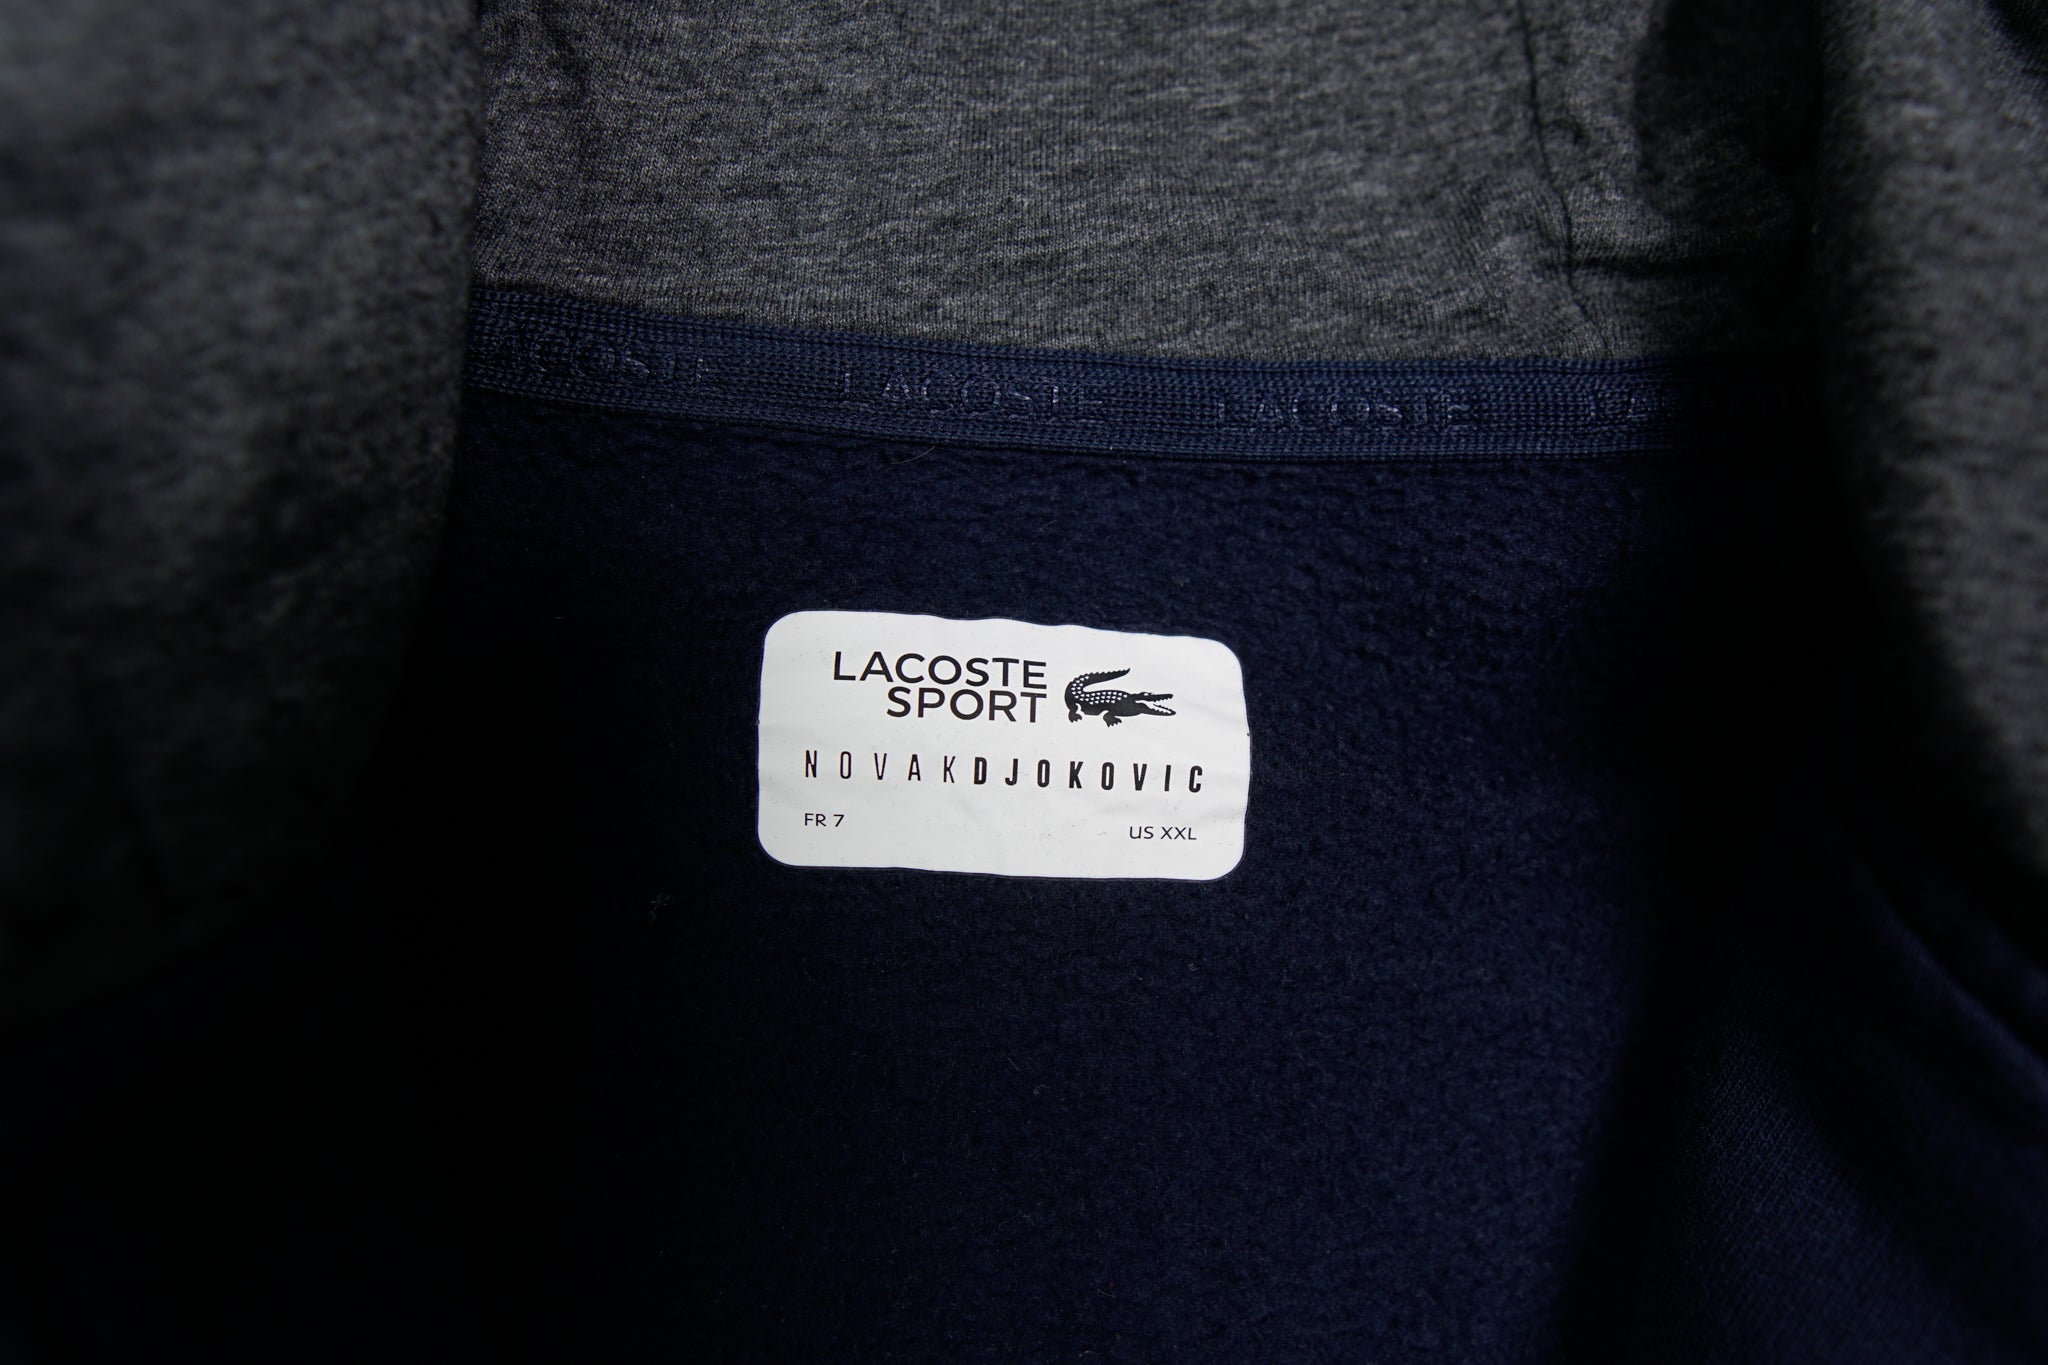 LACOSTE LACOSTE LACOSTE
LACOSTE
SPORT
NOVAKDJOKOVIC
FR 7 US XXL